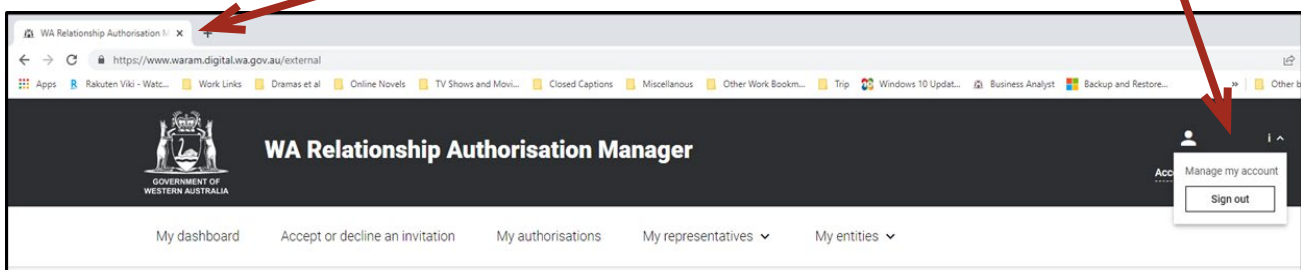 WA Relationship Authorisation M
https://www.waram.digital.wa.gov.au/external
Apps Rakuten Viki - Watc... Work Links Dramas et al Online Novels TV Shows and Movi... Closed Captions Miscellanous Other Work Bookm... Trip Windows 10 Updat... Business Analyst Backup and Restore... » Other b
GOVERNMENT OF
WESTERN AUSTRALIA
WA Relationship Authorisation Manager
i
Acc
Manage my account
Sign out
My dashboard Accept or decline an invitation My authorisations My representatives My entities